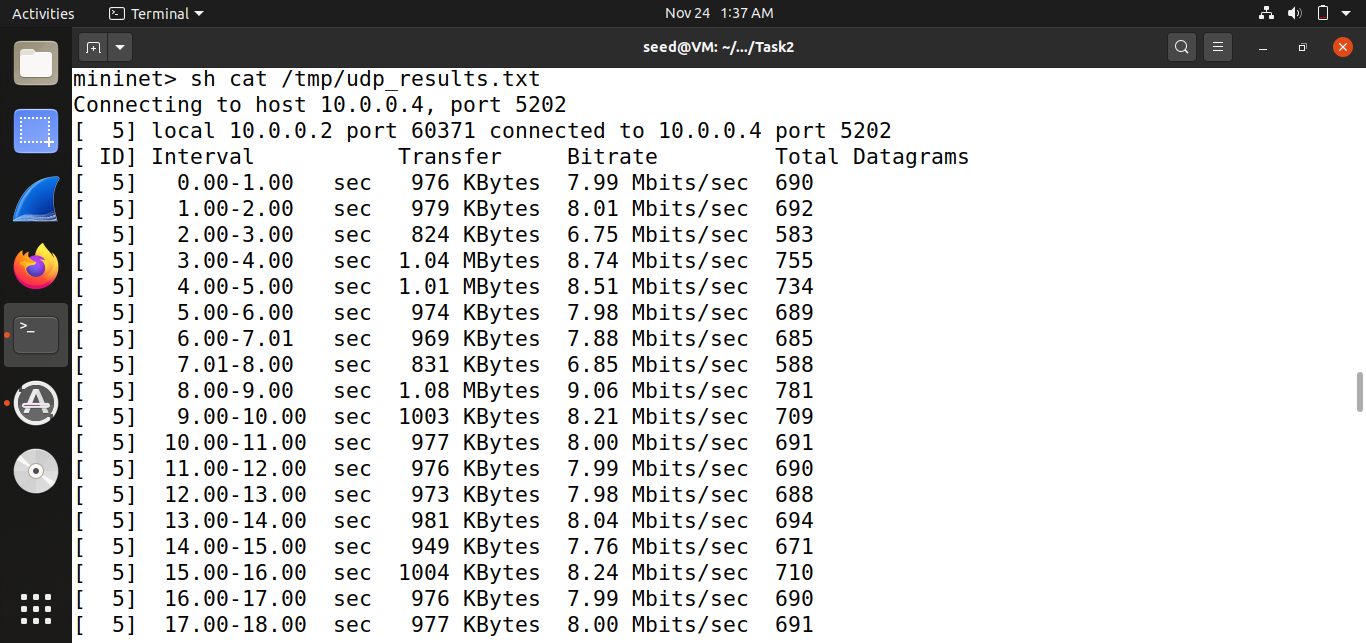 Activities Terminal Nov 24 1:37 AM
seed@VM: ~/.../Task2
mininet> sh cat /tmp/udp_results.txt
Connecting to host 10.0.0.4, port 5202
[  5] local 10.0.0.2 port 60371 connected to 10.0.0.4 port 5202
[ ID] Interval           Transfer     Bitrate         Total Datagrams
[  5]   0.00-1.00   sec   976 KBytes  7.99 Mbits/sec  690
[  5]   1.00-2.00   sec   979 KBytes  8.01 Mbits/sec  692
[  5]   2.00-3.00   sec   824 KBytes  6.75 Mbits/sec  583
[  5]   3.00-4.00   sec  1.04 MBytes  8.74 Mbits/sec  755
[  5]   4.00-5.00   sec  1.01 MBytes  8.51 Mbits/sec  734
[  5]   5.00-6.00   sec   974 KBytes  7.98 Mbits/sec  689
[  5]   6.00-7.01   sec   969 KBytes  7.88 Mbits/sec  685
[  5]   7.01-8.00   sec   831 KBytes  6.85 Mbits/sec  588
[  5]   8.00-9.00   sec  1.08 MBytes  9.06 Mbits/sec  781
[  5]   9.00-10.00  sec  1003 KBytes  8.21 Mbits/sec  709
[  5]  10.00-11.00  sec   977 KBytes  8.00 Mbits/sec  691
[  5]  11.00-12.00  sec   976 KBytes  7.99 Mbits/sec  690
[  5]  12.00-13.00  sec   973 KBytes  7.98 Mbits/sec  688
[  5]  13.00-14.00  sec   981 KBytes  8.04 Mbits/sec  694
[  5]  14.00-15.00  sec   949 KBytes  7.76 Mbits/sec  671
[  5]  15.00-16.00  sec  1004 KBytes  8.24 Mbits/sec  710
[  5]  16.00-17.00  sec   976 KBytes  7.99 Mbits/sec  690
[  5]  17.00-18.00  sec   977 KBytes  8.00 Mbits/sec  691